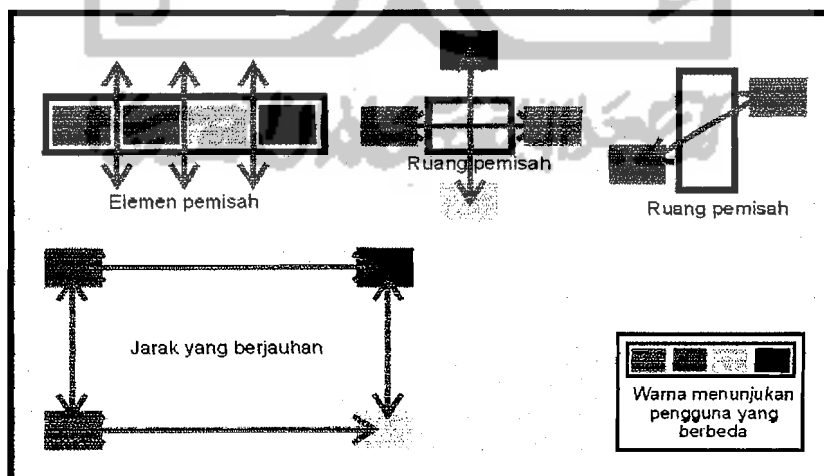 Elemen pemisah
Ruang pemisah
Ruang pemisah
Jarak yang berjauhan
Warna menunjukan
pengguna yang
berbeda